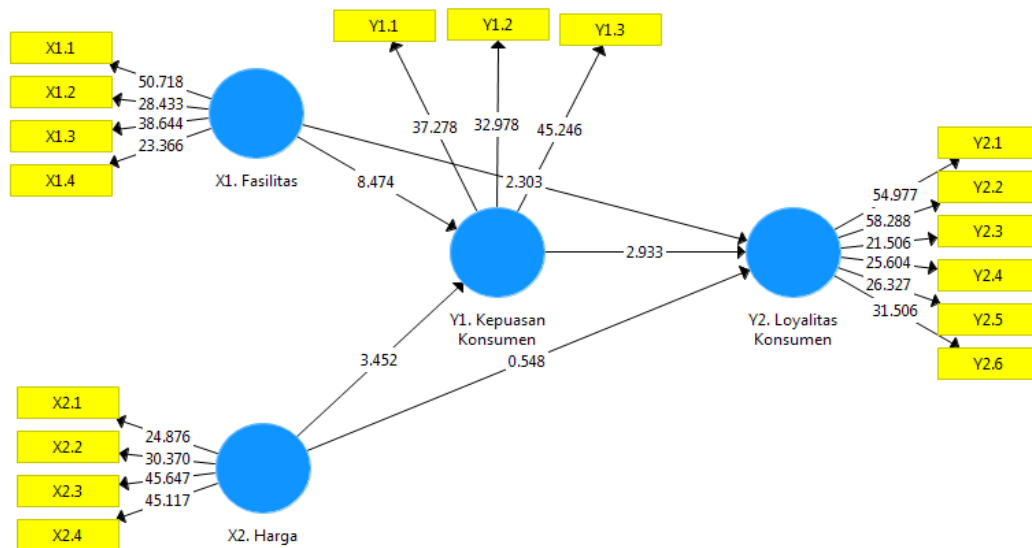 X1.1
X1.2
X1.3
X1.4
50.718
28.433
38.644
23.366
X1. Fasilitas
Y1.1
Y1.2
Y1.3
37.278
32.978
45.246
8.474
2.303
Y1. Kepuasan
Konsumen
2.933
3.452
0.548
Y2. Loyalitas
Konsumen
54.977
58.288
21.506
25.604
26.327
31.506
Y2.1
Y2.2
Y2.3
Y2.4
Y2.5
Y2.6
X2.1
X2.2
X2.3
X2.4
24.876
30.370
45.647
45.117
X2. Harga